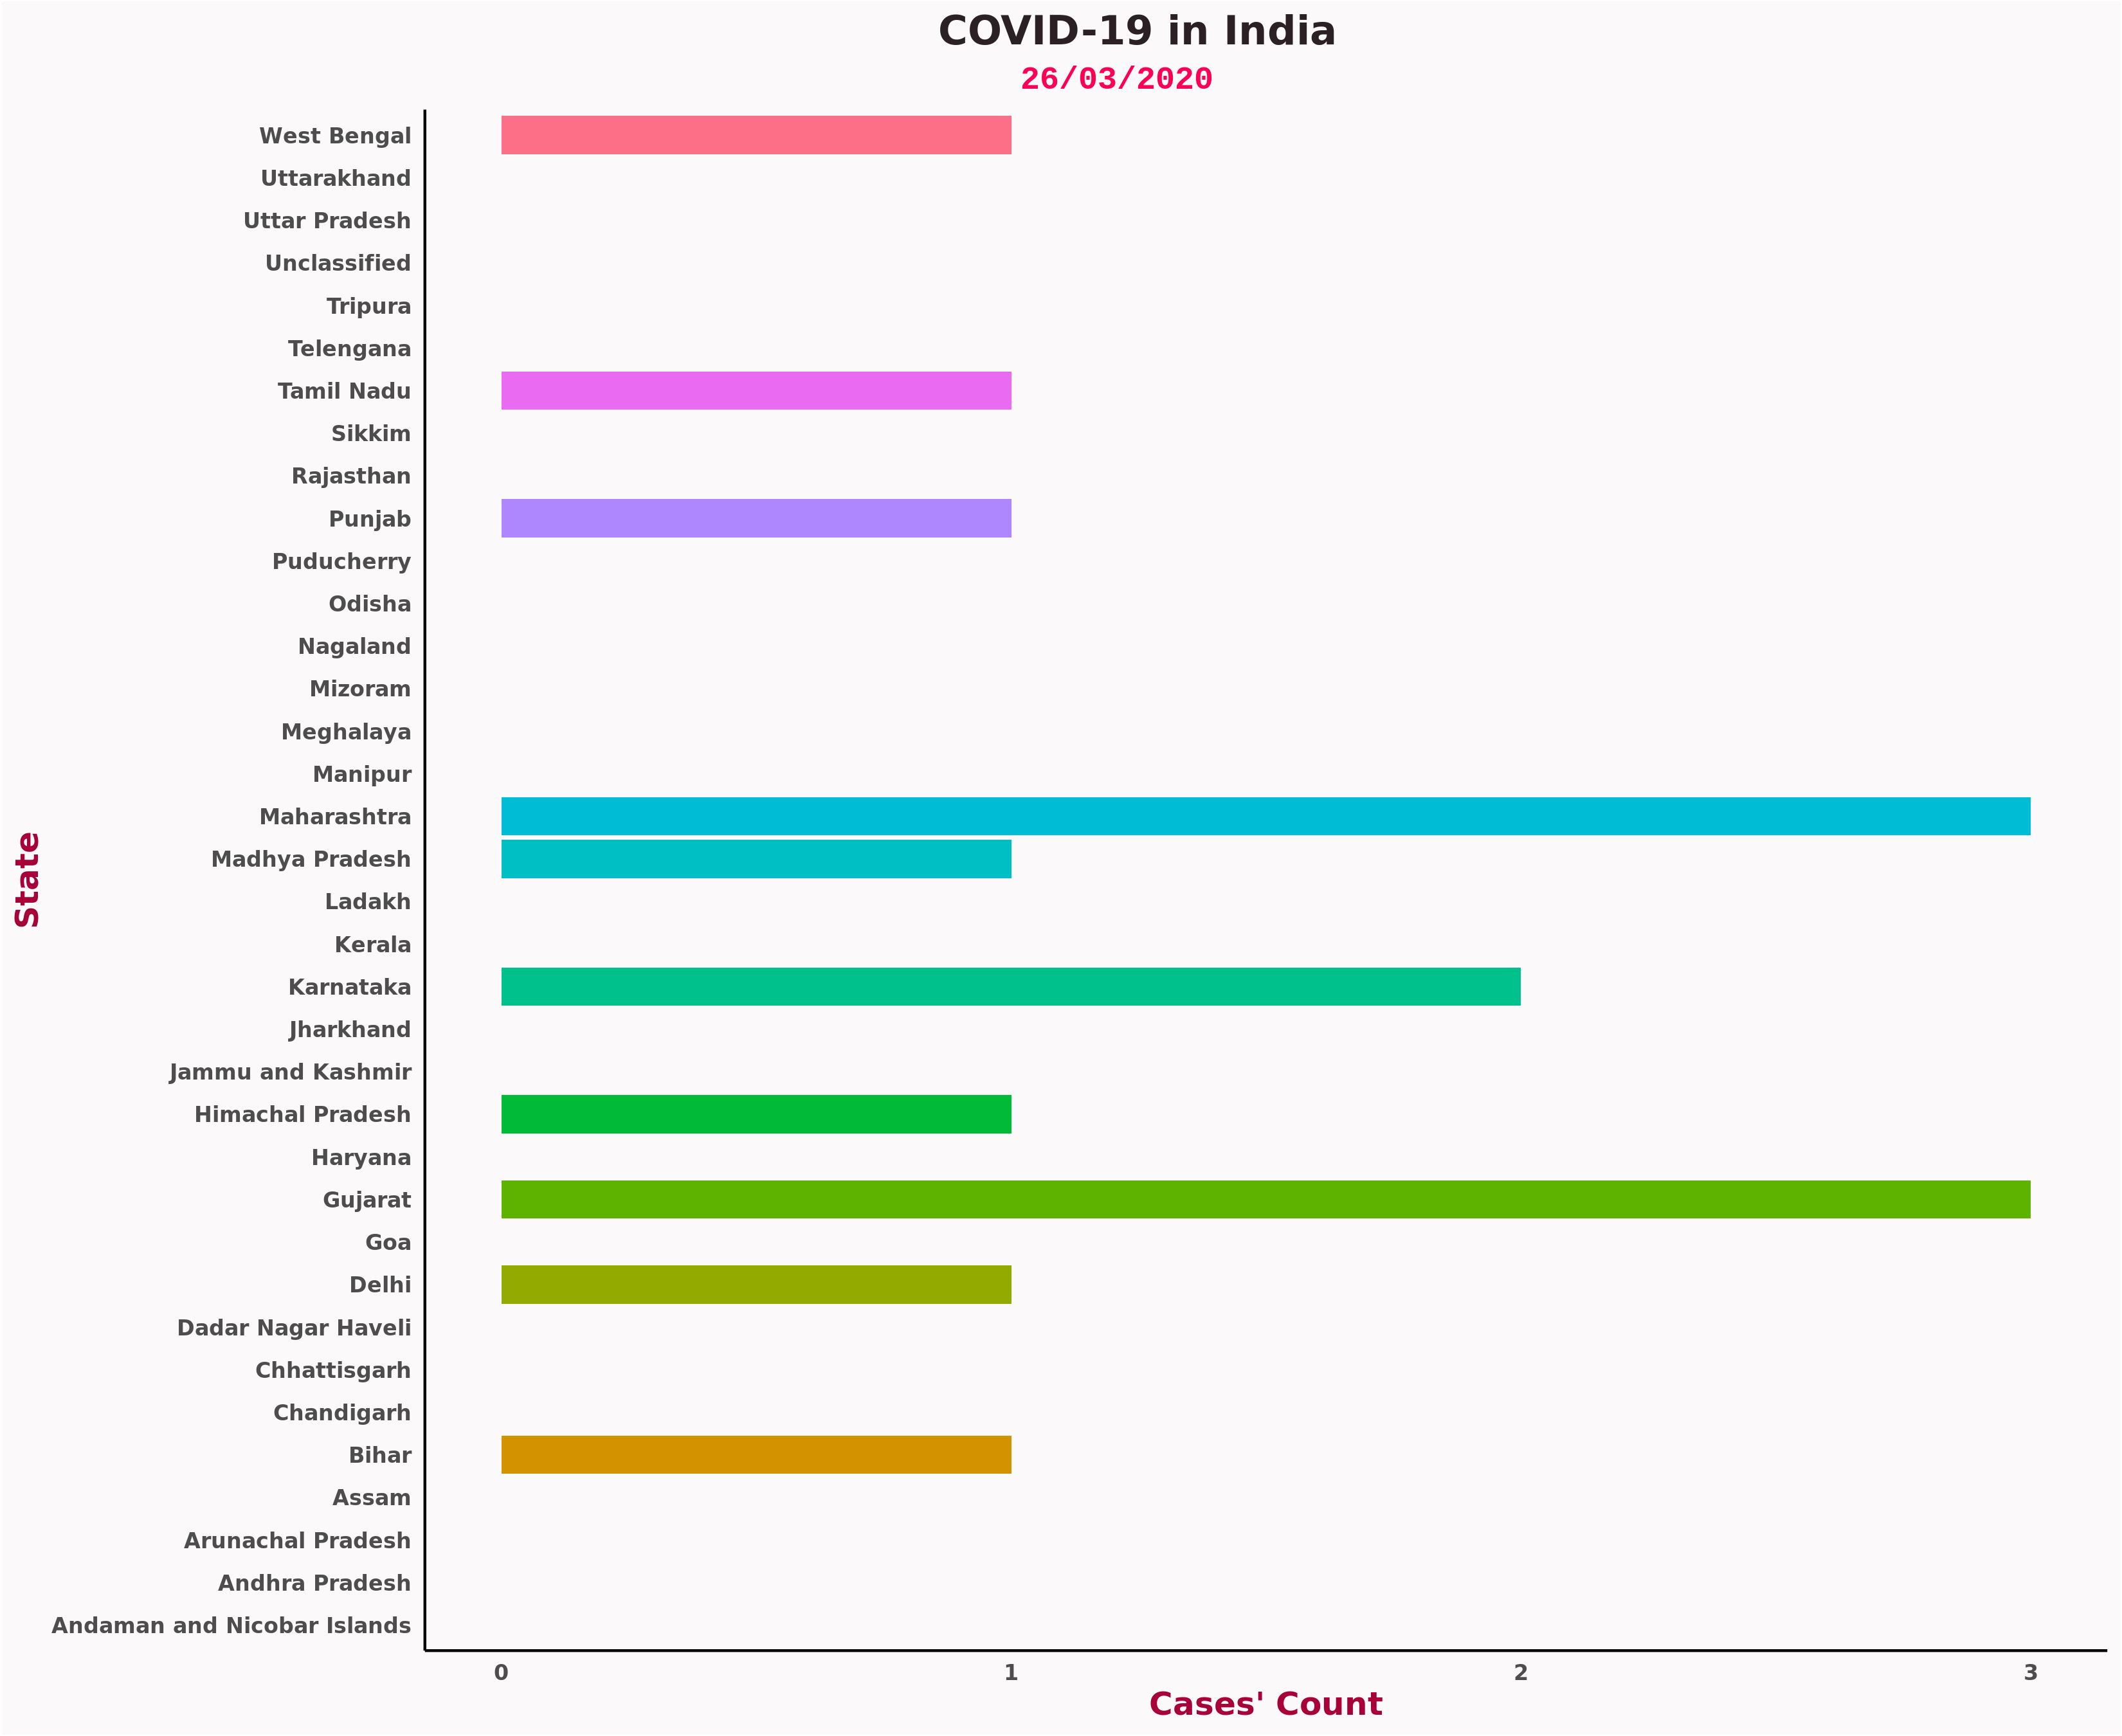 COVID-19 in India
26/03/2020
West Bengal
Uttarakhand
Uttar Pradesh
Unclassified
Tripura
Telengana
Tamil Nadu
Sikkim
Rajasthan
Punjab
Puducherry
Odisha
Nagaland
Mizoram
Meghalaya
Manipur
Maharashtra
Madhya Pradesh
Ladakh
Kerala
Karnataka
Jharkhand
Jammu and Kashmir
Himachal Pradesh
Haryana
Gujarat
Goa
Delhi
Dadar Nagar Haveli
Chhattisgarh
Chandigarh
Bihar
Assam
Arunachal Pradesh
Andhra Pradesh
Andaman and Nicobar Islands
State
0 1 2 3
Cases' Count